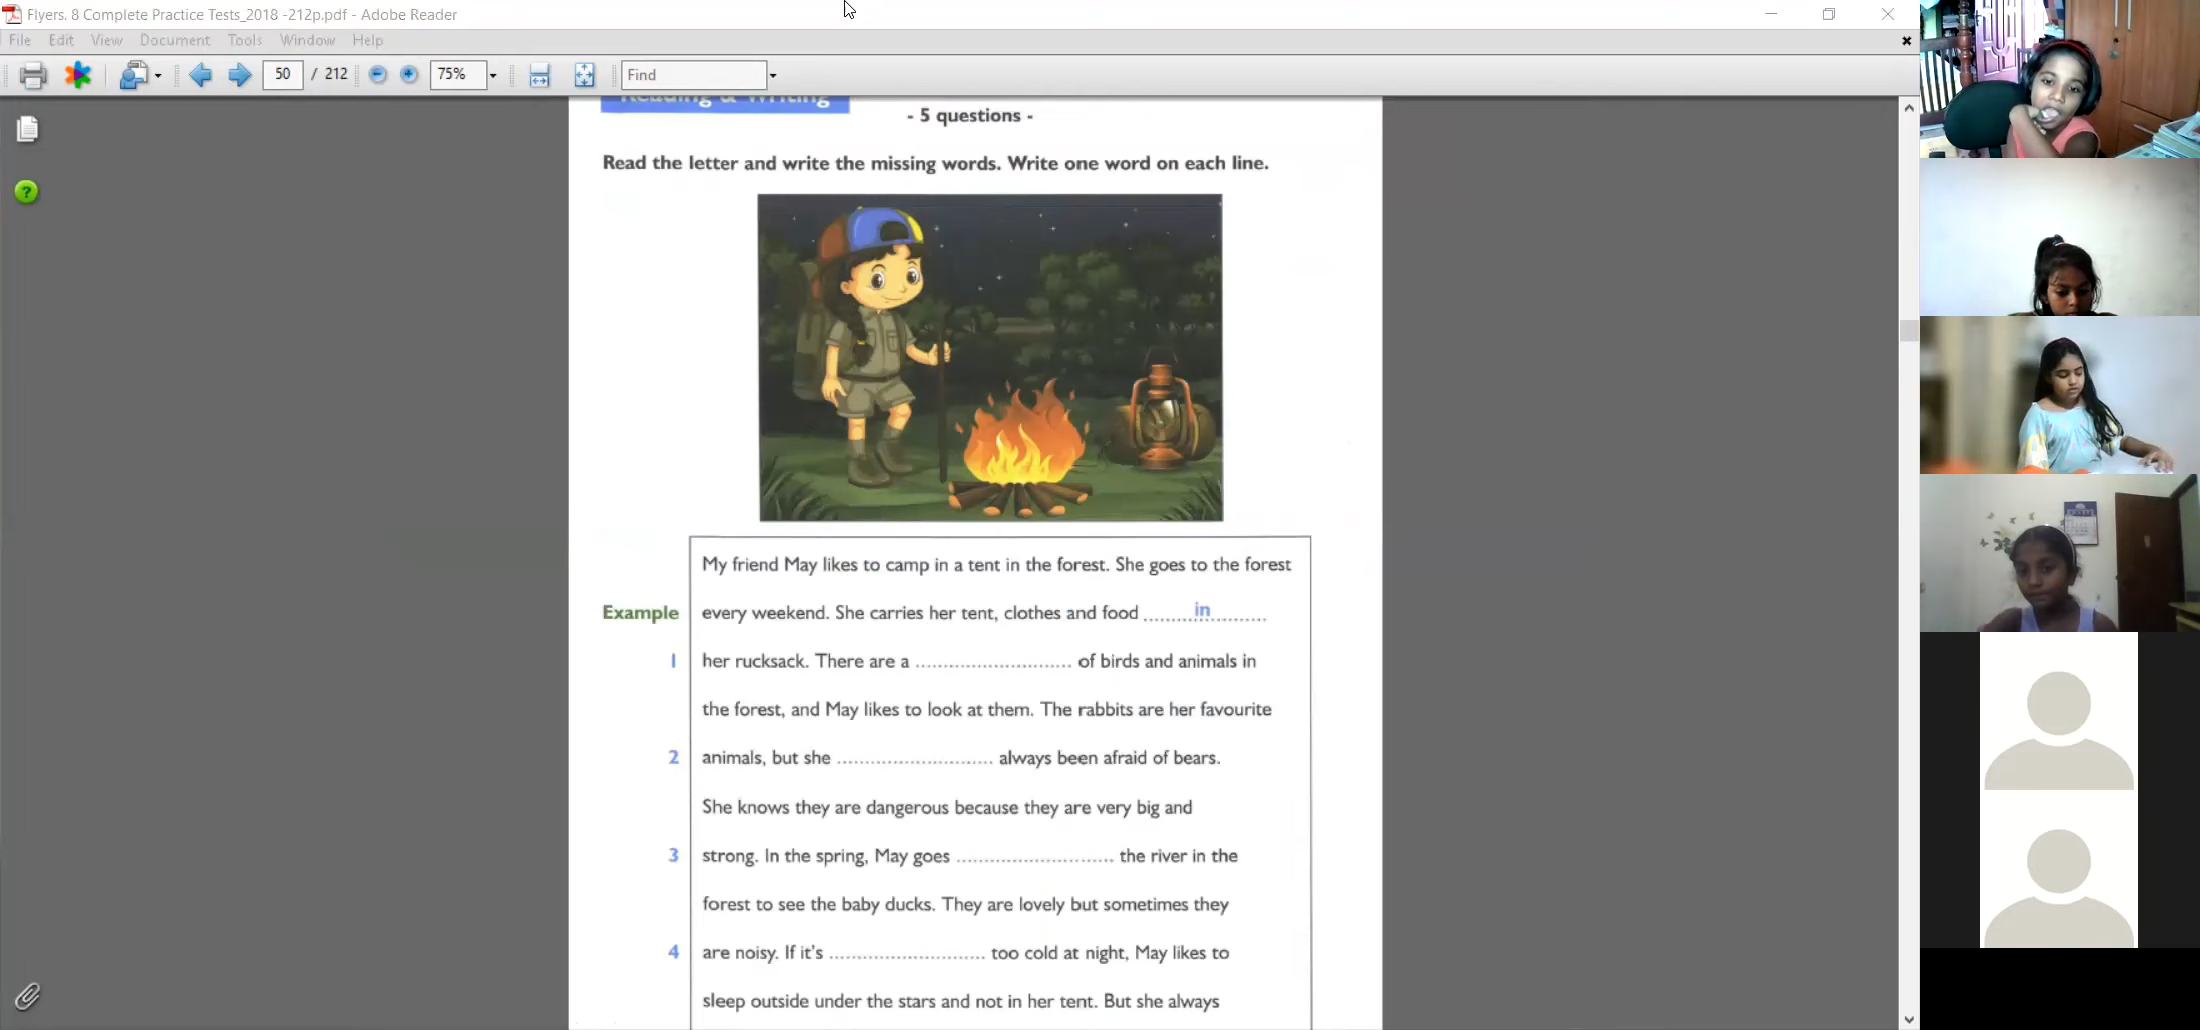 Flyers. 8 Complete Practice Tests_2018 -212p.pdf - Adobe Reader
File Edit View Document Tools Window Help
50 / 212 75% Find
Reading & Writing
- 5 questions -
Read the letter and write the missing words. Write one word on each line.
My friend May likes to camp in a tent in the forest. She goes to the forest
Example every weekend. She carries her tent, clothes and food in
1 her rucksack. There are a .......................... of birds and animals in
the forest, and May likes to look at them. The rabbits are her favourite
2 animals, but she .......................... always been afraid of bears.
She knows they are dangerous because they are very big and
3 strong. In the spring, May goes .......................... the river in the
forest to see the baby ducks. They are lovely but sometimes they
4 are noisy. If it's .......................... too cold at night, May likes to
sleep outside under the stars and not in her tent. But she always